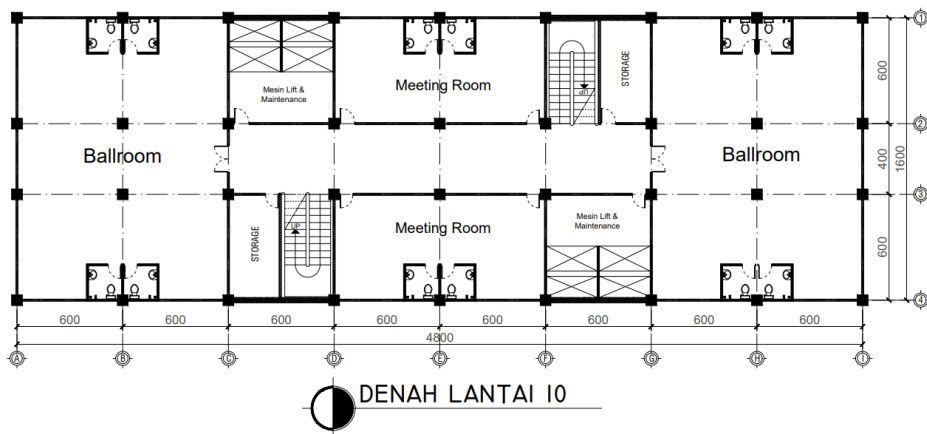 1
Mesin Lift &
Maintenance
Meeting Room
UP
STORAGE
600
2
Ballroom
Ballroom
400
1600
3
STORAGE
UP
Meeting Room
Mesin Lift &
Maintenance
600
4
600 600 600 600 600 600 600 600
4800
A B C D E F G H I
DENAH LANTAI 10